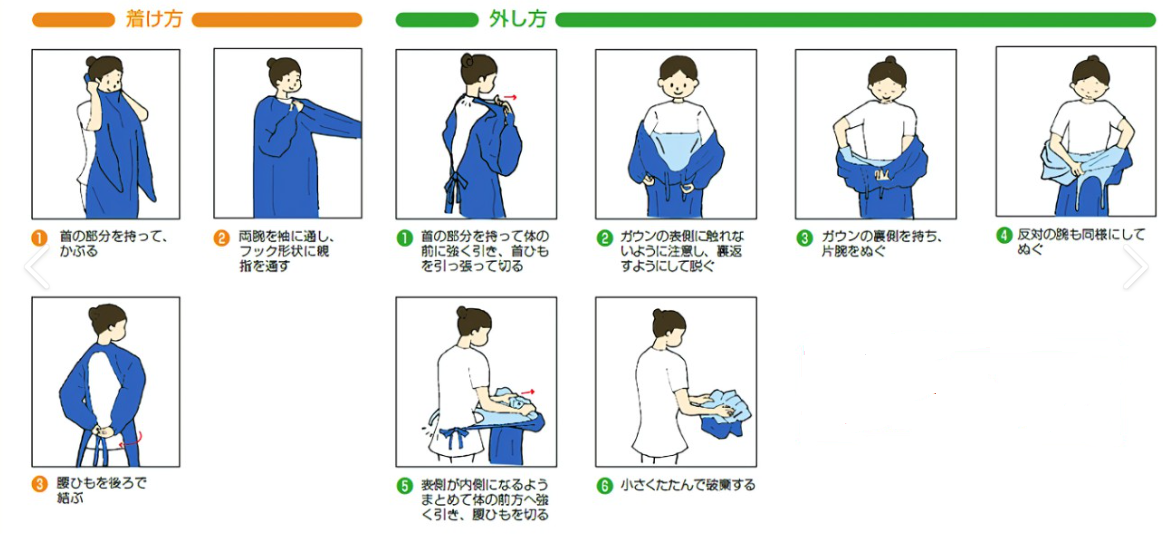 着け方
外し方
❶ 首の部分を持って、
かぶる
❷ 両腕を袖に通し、
フック形状に親
指を通す
❸ 腰ひもを後ろで
結ぶ
❶ 首の部分を持って体の
前に強く引き、首ひも
を引っ張って切る
❷ ガウンの表側に触れな
いように注意し、裏返
すようにして脱ぐ
❸ ガウンの裏側を持ち、
片腕をぬぐ
❹ 反対の腕も同様にして
ぬぐ
❺ 表側が内側になるよう
まとめて体の前方へ強
く引き、腰ひもを切る
❻ 小さくたたんで破棄する